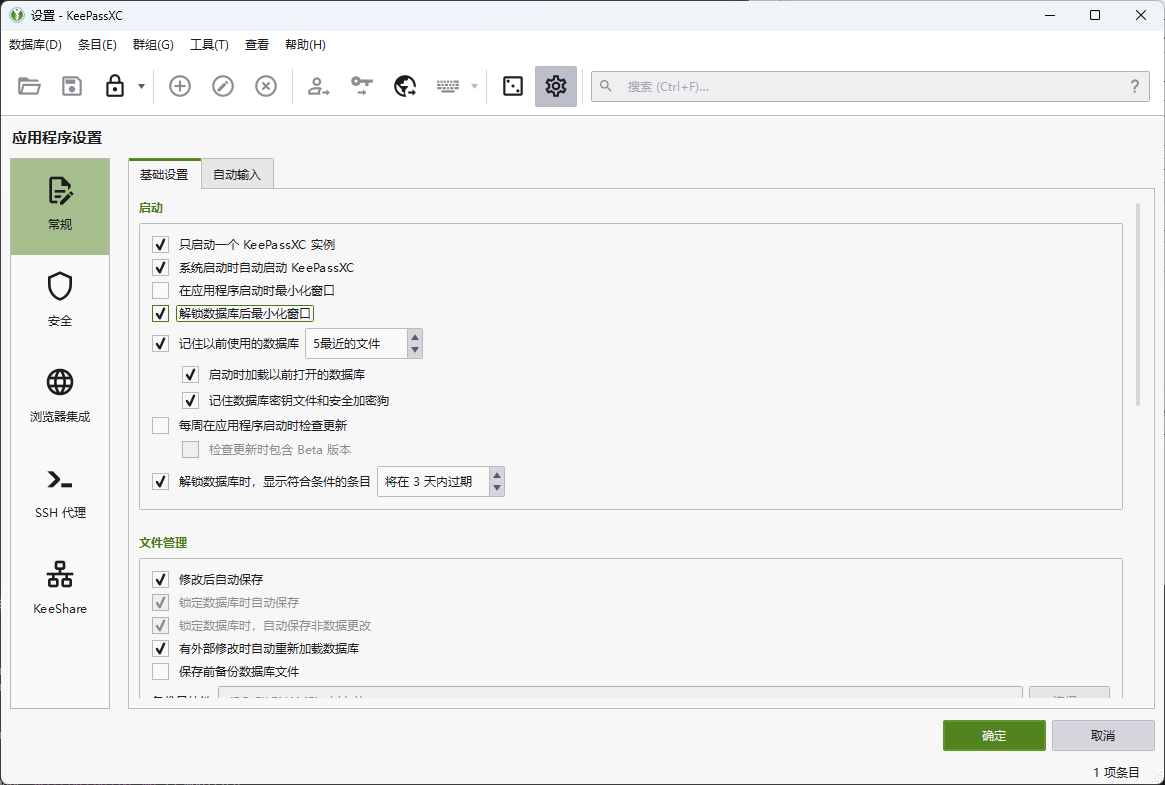 设置 - KeePassXC
数据库(D) 条目(E) 群组(G) 工具(T) 查看 帮助(H)
搜索 (Ctrl+F)... ?
应用程序设置
常规
安全
浏览器集成
SSH 代理
KeeShare
基础设置 自动输入
启动
只启动一个 KeePassXC 实例
系统启动时自动启动 KeePassXC
在应用程序启动时最小化窗口
解锁数据库后最小化窗口
记住以前使用的数据库 5最近的文件
启动时加载以前打开的数据库
记住数据库密钥文件和安全加密狗
每周在应用程序启动时检查更新
检查更新时包含 Beta 版本
解锁数据库时，显示符合条件的条目 将在 3 天内过期
文件管理
修改后自动保存
锁定数据库时自动保存
锁定数据库时，自动保存非数据更改
有外部修改时自动重新加载数据库
保存前备份数据库文件
确定 取消
1 项条目